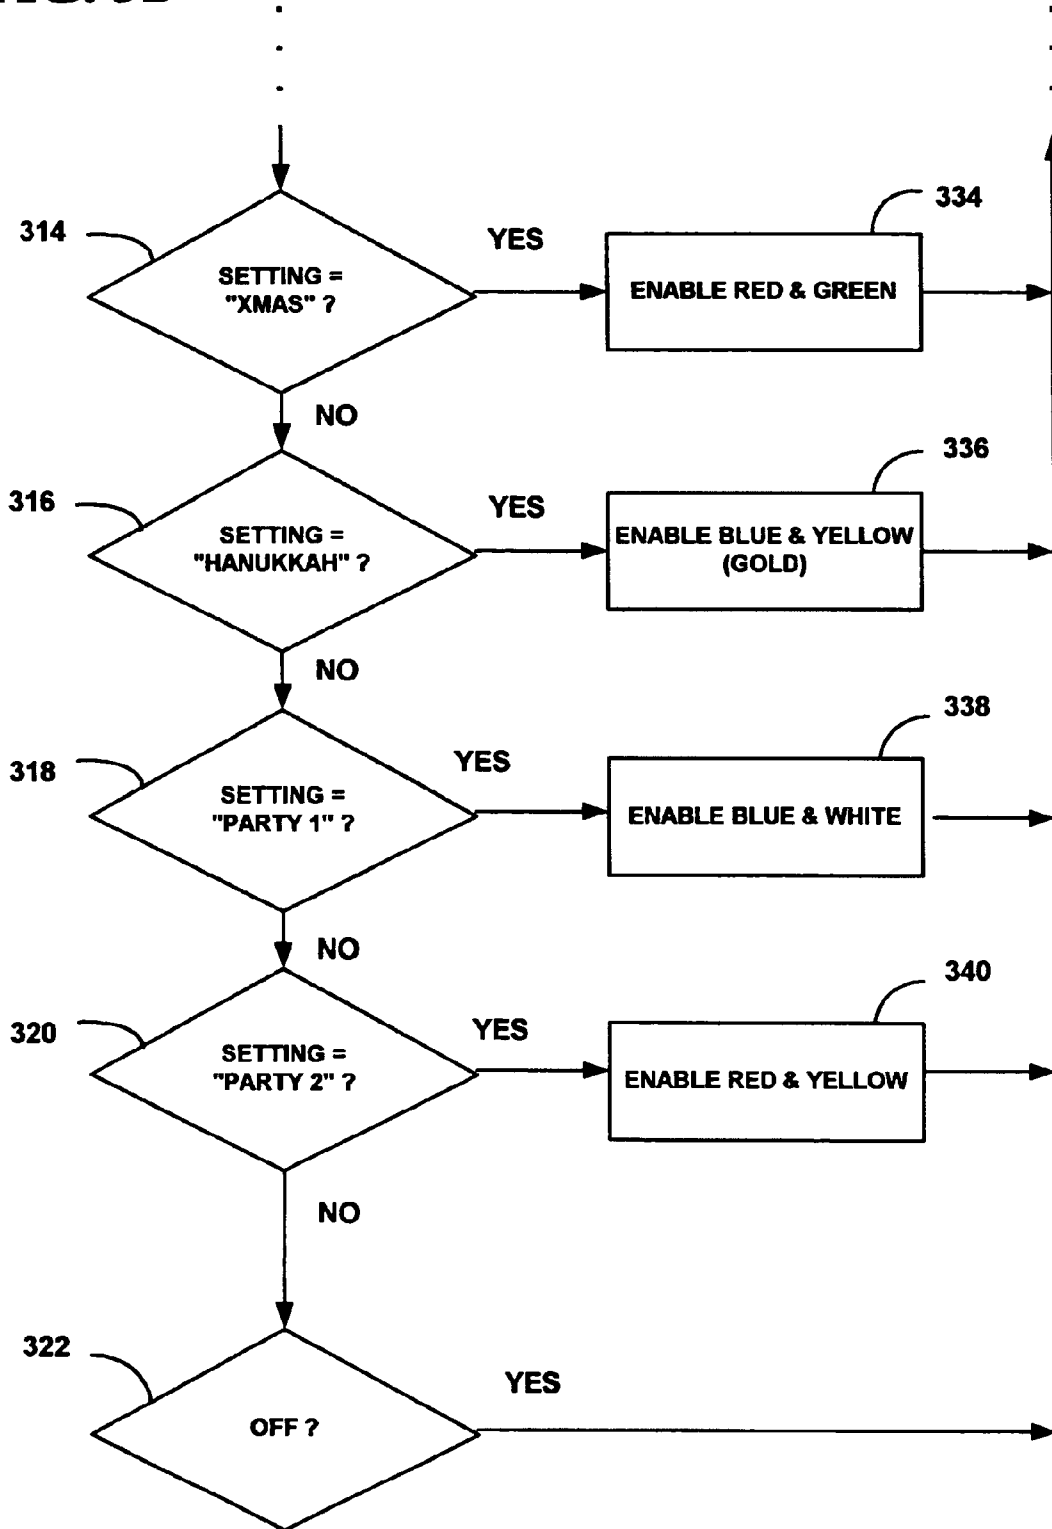 334
314
YES
SETTING =
"XMAS" ?
ENABLE RED & GREEN
NO
336
316
YES
SETTING =
"HANUKKAH" ?
ENABLE BLUE & YELLOW
(GOLD)
NO
338
318
YES
SETTING =
"PARTY 1" ?
ENABLE BLUE & WHITE
NO
340
320
YES
SETTING =
"PARTY 2" ?
ENABLE RED & YELLOW
NO
322
YES
OFF ?